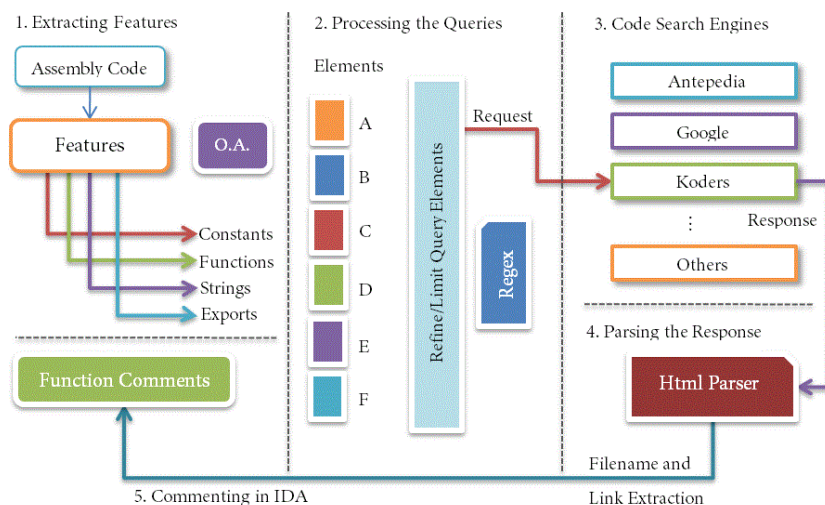 1. Extracting Features
Assembly Code
Features
O.A.
Constants
Functions
Strings
Exports
Function Comments
2. Processing the Queries
Elements
A
B
C
D
E
F
Refine/Limit Query Elements
Request
Regex
3. Code Search Engines
Antepedia
Google
Koders
⋮
Response
Others
4. Parsing the Response
Html Parser
Filename and
Link Extraction
5. Commenting in IDA